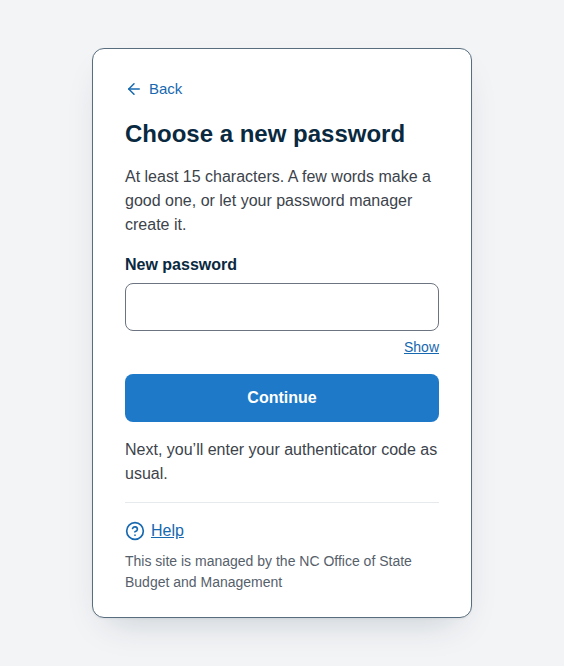 Back
Choose a new password
At least 15 characters. A few words make a
good one, or let your password manager
create it.
New password
Show
Continue
Next, you’ll enter your authenticator code as
usual.
Help
This site is managed by the NC Office of State
Budget and Management